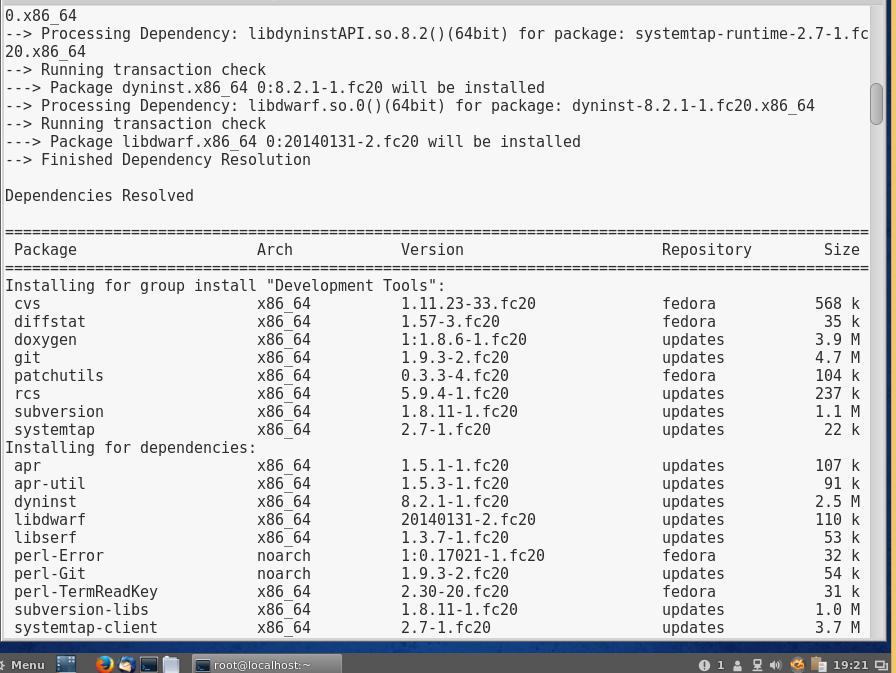 0.x86_64
--> Processing Dependency: libdyninstAPI.so.8.2()(64bit) for package: systemtap-runtime-2.7-1.fc
20.x86_64
--> Running transaction check
---> Package dyninst.x86_64 0:8.2.1-1.fc20 will be installed
--> Processing Dependency: libdwarf.so.0()(64bit) for package: dyninst-8.2.1-1.fc20.x86_64
--> Running transaction check
---> Package libdwarf.x86_64 0:20140131-2.fc20 will be installed
--> Finished Dependency Resolution
Dependencies Resolved
================================================================================================
Package Arch Version Repository Size
================================================================================================
Installing for group install "Development Tools":
cvs x86_64 1.11.23-33.fc20 fedora 568 k
diffstat x86_64 1.57-3.fc20 fedora 35 k
doxygen x86_64 1:1.8.6-1.fc20 updates 3.9 M
git x86_64 1.9.3-2.fc20 updates 4.7 M
patchutils x86_64 0.3.3-4.fc20 fedora 104 k
rcs x86_64 5.9.4-1.fc20 updates 237 k
subversion x86_64 1.8.11-1.fc20 updates 1.1 M
systemtap x86_64 2.7-1.fc20 updates 22 k
Installing for dependencies:
apr x86_64 1.5.1-1.fc20 updates 107 k
apr-util x86_64 1.5.3-1.fc20 updates 91 k
dyninst x86_64 8.2.1-1.fc20 updates 2.5 M
libdwarf x86_64 20140131-2.fc20 updates 110 k
libserf x86_64 1.3.7-1.fc20 updates 53 k
perl-Error noarch 1:0.17021-1.fc20 fedora 32 k
perl-Git noarch 1.9.3-2.fc20 updates 54 k
perl-TermReadKey x86_64 2.30-20.fc20 fedora 31 k
subversion-libs x86_64 1.8.11-1.fc20 updates 1.0 M
systemtap-client x86_64 2.7-1.fc20 updates 3.7 M
Menu root@localhost:~ 1 19:21